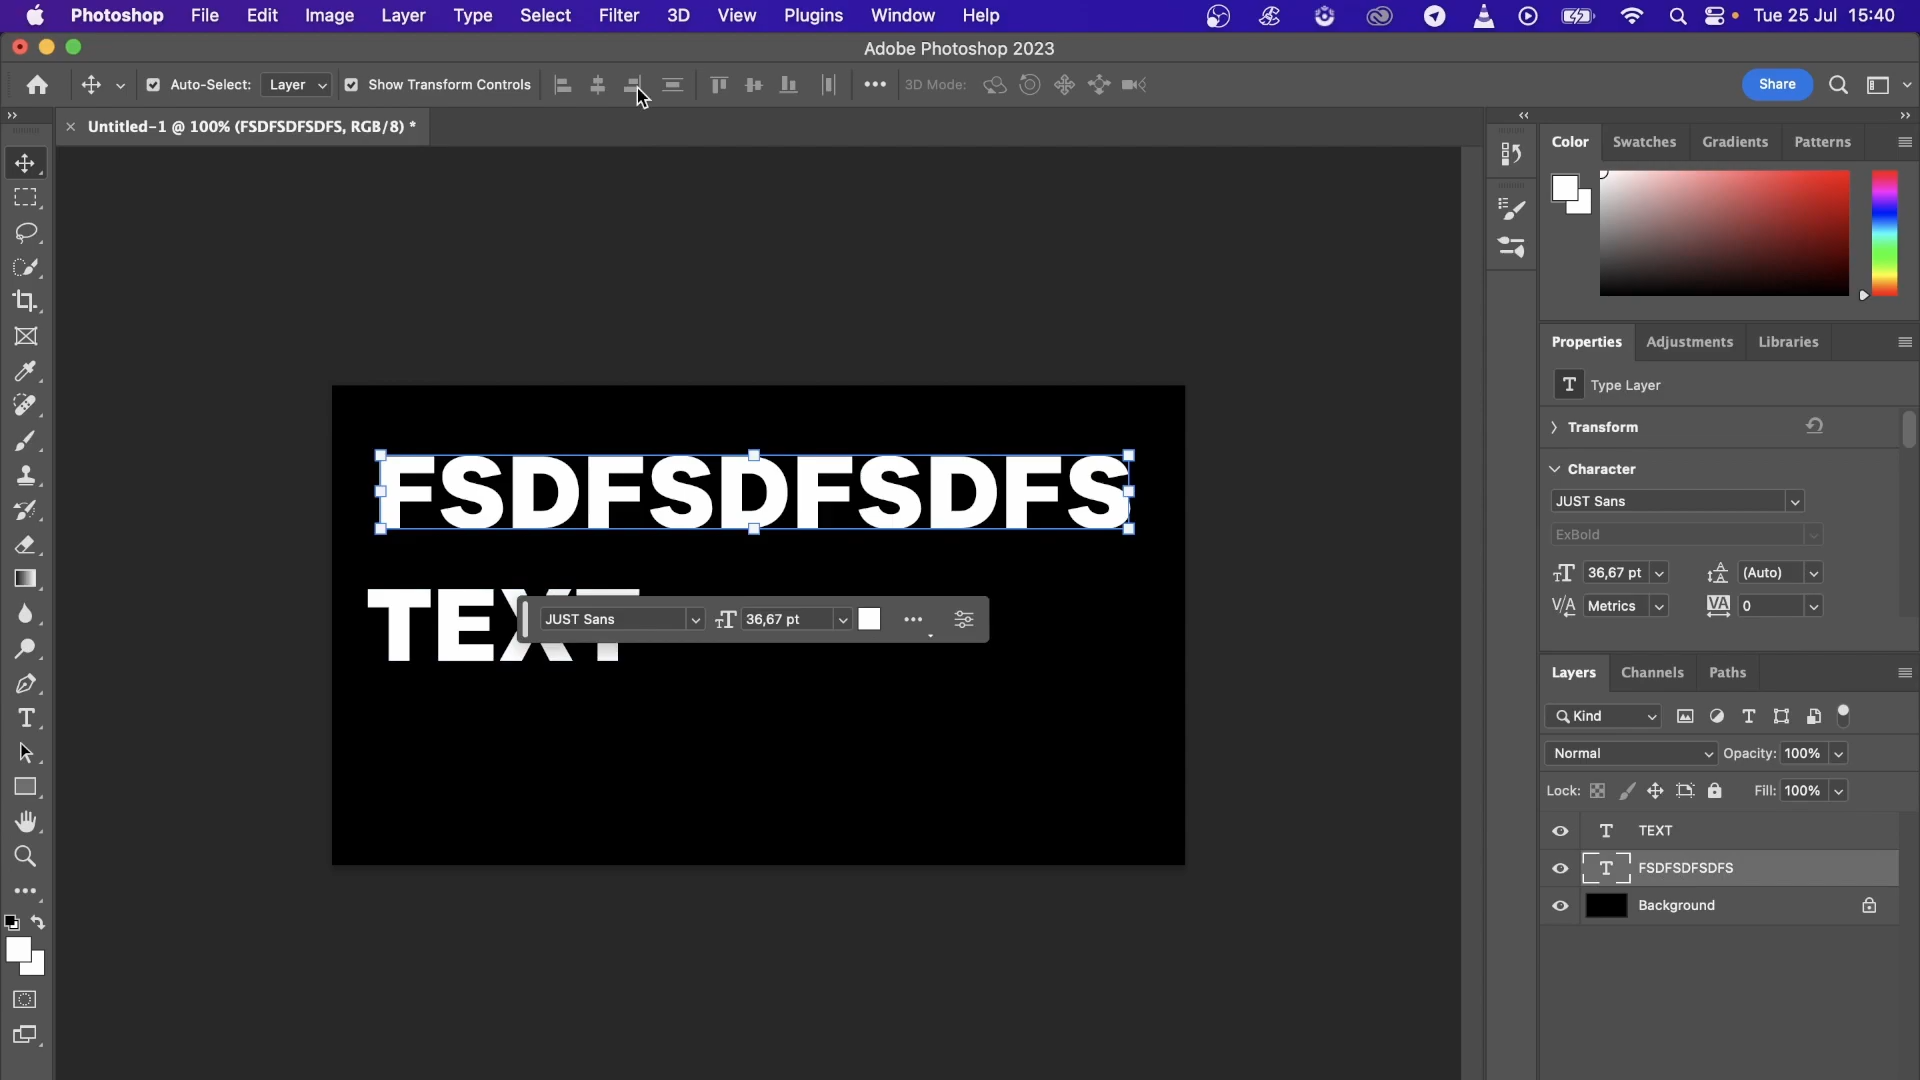 Photoshop File Edit Image Layer Type Select Filter 3D View Plugins Window Help Tue 25 Jul 15:40
Adobe Photoshop 2023
Auto-Select: Layer Show Transform Controls 3D Mode: Share
Untitled-1 @ 100% (FSDFSDFSDFS, RGB/8) *
Color Swatches Gradients Patterns
Properties Adjustments Libraries
T Type Layer
Transform
Character
JUST Sans
ExBold
36,67 pt (Auto)
Metrics 0
FSDFSDFSDFS
TEXT
JUST Sans 36,67 pt
Layers Channels Paths
Kind
Normal Opacity: 100%
Lock: Fill: 100%
T TEXT
T FSDFSDFSDFS
Background